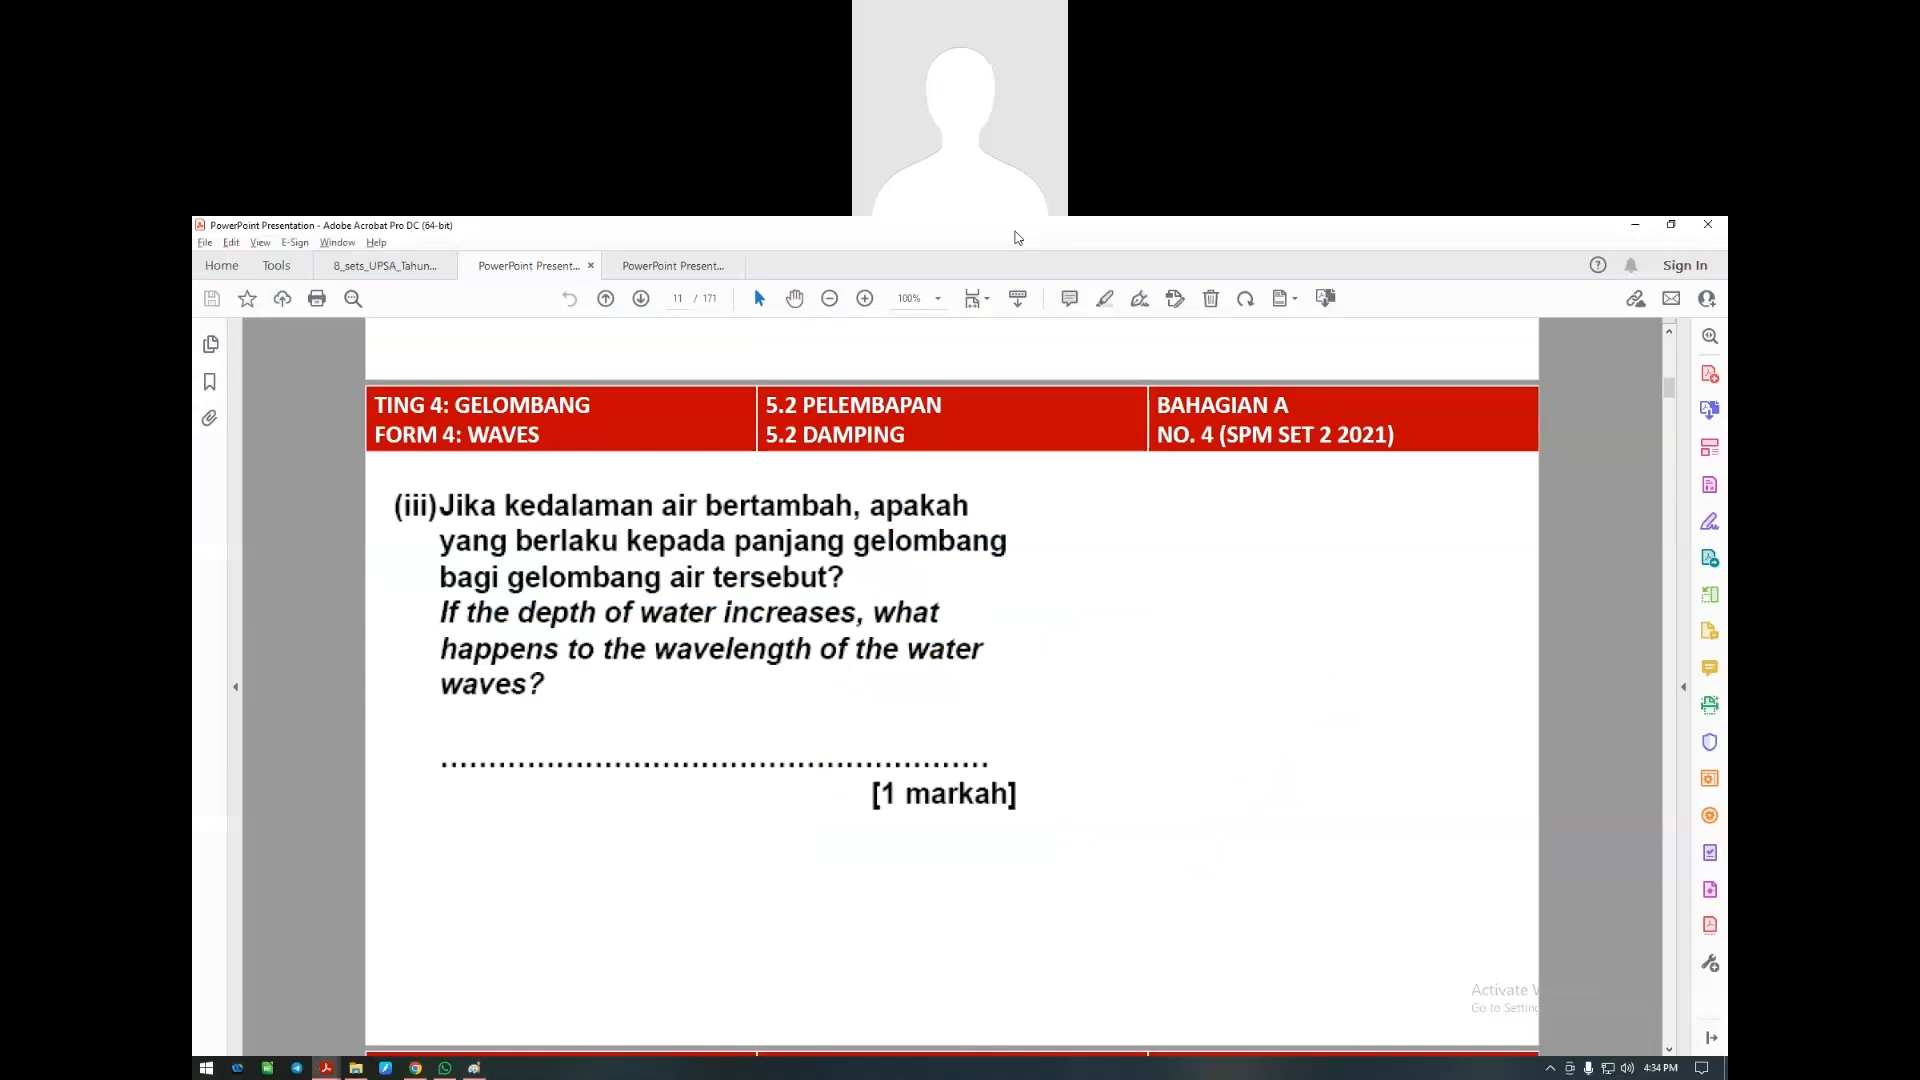 PowerPoint Presentation - Adobe Acrobat Pro DC (64-bit)
File Edit View E-Sign Window Help
Home Tools 8_sets_UPSA_Tahun... PowerPoint Present... × PowerPoint Present... Sign In
11 / 171 100%
TING 4: GELOMBANG
FORM 4: WAVES
5.2 PELEMBAPAN
5.2 DAMPING
BAHAGIAN A
NO. 4 (SPM SET 2 2021)
(iii) Jika kedalaman air bertambah, apakah
yang berlaku kepada panjang gelombang
bagi gelombang air tersebut?
If the depth of water increases, what
happens to the wavelength of the water
waves?
........................................................
[1 markah]
Activate W
Go to Setting
4:34 PM